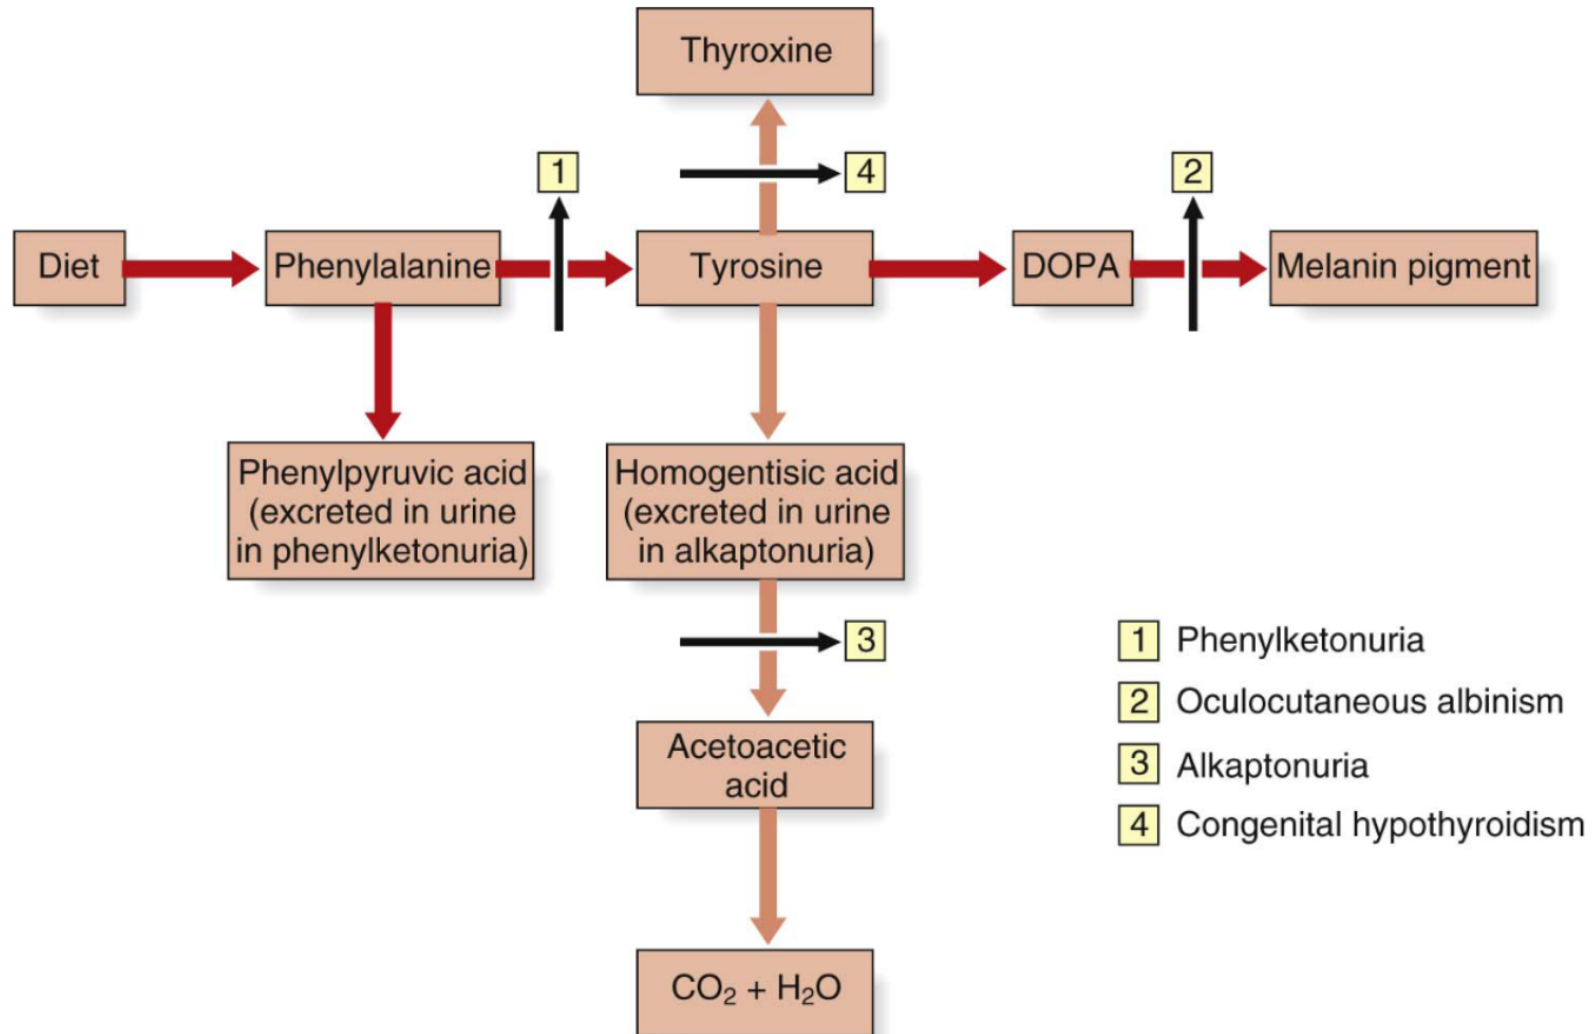 Thyroxine
1
4
2
Diet
Phenylalanine
Tyrosine
DOPA
Melanin pigment
Phenylpyruvic acid
(excreted in urine
in phenylketonuria)
Homogentisic acid
(excreted in urine
in alkaptonuria)
3
Acetoacetic
acid
CO₂ + H₂O
1 Phenylketonuria
2 Oculocutaneous albinism
3 Alkaptonuria
4 Congenital hypothyroidism